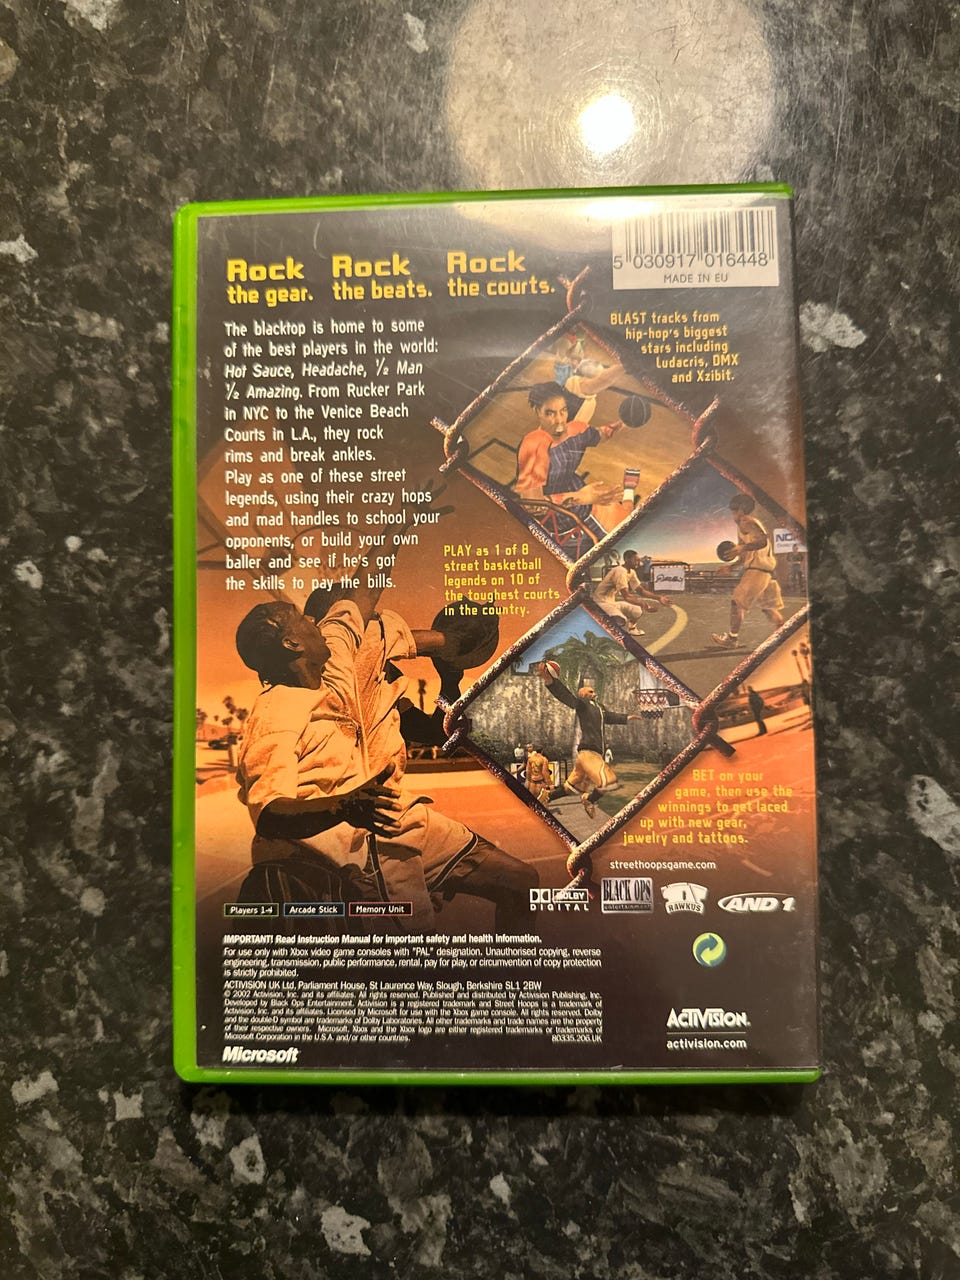 Rock Rock Rock
the gear. the beats. the courts.
5 030917 016448
MADE IN EU
The blacktop is home to some
of the best players in the world:
Hot Sauce, Headache, ½ Man
½ Amazing. From Rucker Park
in NYC to the Venice Beach
Courts in L.A., they rock
rims and break ankles.
Play as one of these street
legends, using their crazy hops
and mad handles to school your
opponents, or build your own
baller and see if he's got
the skills to pay the bills.
BLAST tracks from
hip-hop's biggest
stars including
Ludacris, DMX
and Xzibit.
PLAY as 1 of 8
street basketball
legends on 10 of
the toughest courts
in the country.
BET on your
game, then use the
winnings to get laced
up with new gear,
jewelry and tattoos.
streethoopsgame.com
Players 1-4 Arcade Stick Memory Unit
DOLBY
DIGITAL
BLACK OPS
entertainment
RAWKUS
AND 1
IMPORTANT! Read Instruction Manual for important safety and health information.
For use only with Xbox video game consoles with "PAL" designation. Unauthorised copying, reverse
engineering, transmission, public performance, rental, pay for play, or circumvention of copy protection
is strictly prohibited.
ACTIVISION UK Ltd, Parliament House, St Laurence Way, Slough, Berkshire SL1 2BW
© 2002 Activision, Inc. and its affiliates. All rights reserved. Published and distributed by Activision Publishing, Inc.
Developed by Black Ops Entertainment. Activision is a registered trademark and Street Hoops is a trademark of
Activision, Inc. and its affiliates. Licensed by Microsoft for use with the Xbox game console. All rights reserved. Dolby
and the double-D symbol are trademarks of Dolby Laboratories. All other trademarks and trade names are the property
of their respective owners. Microsoft, Xbox and the Xbox logo are either registered trademarks or trademarks of
Microsoft Corporation in the U.S.A. and/or other countries. 80335.206.UK
Microsoft
ACTIVISION.
activision.com